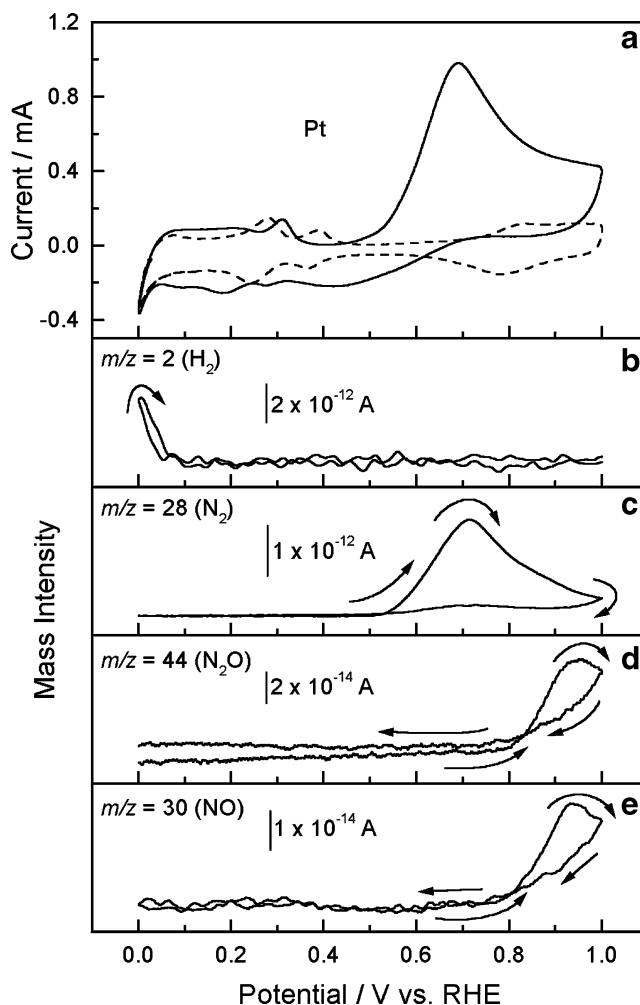 a
1.2
0.8
0.4
0.0
-0.4
Current / mA
Pt
m/z = 2 (H₂)
b
2 x 10⁻¹² A
m/z = 28 (N₂)
c
1 x 10⁻¹² A
Mass Intensity
m/z = 44 (N₂O)
d
2 x 10⁻¹⁴ A
m/z = 30 (NO)
e
1 x 10⁻¹⁴ A
0.0 0.2 0.4 0.6 0.8 1.0
Potential / V vs. RHE